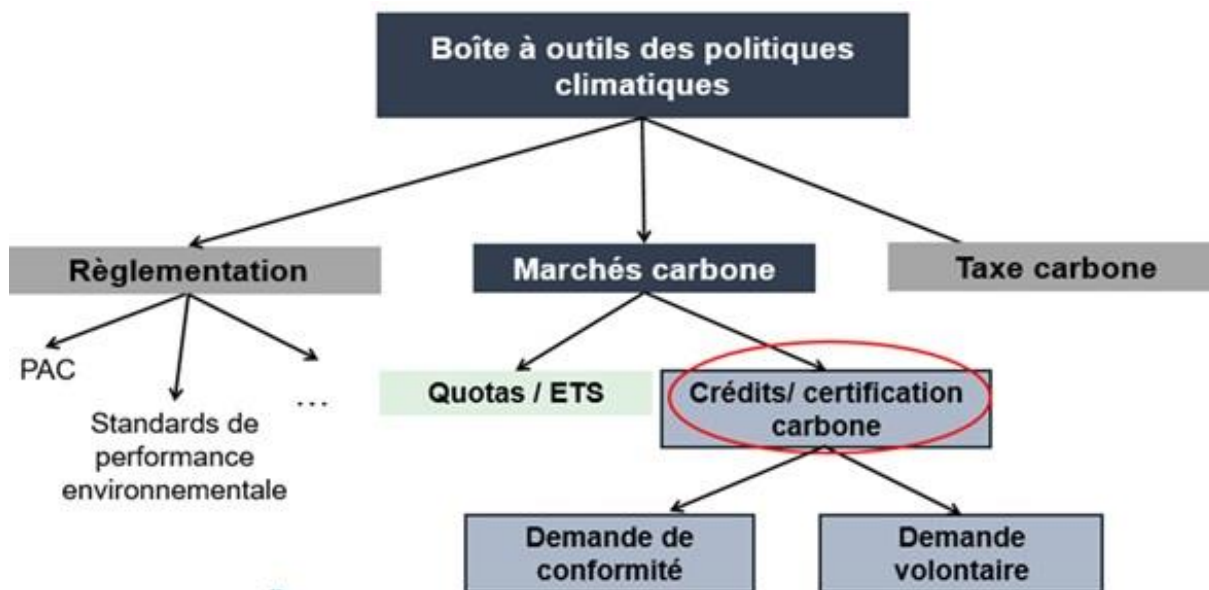 Boîte à outils des politiques
climatiques
Règlementation
Marchés carbone
Taxe carbone
PAC
Standards de
performance
environnementale
...
Quotas / ETS
Crédits/ certification
carbone
Demande de
conformité
Demande
volontaire